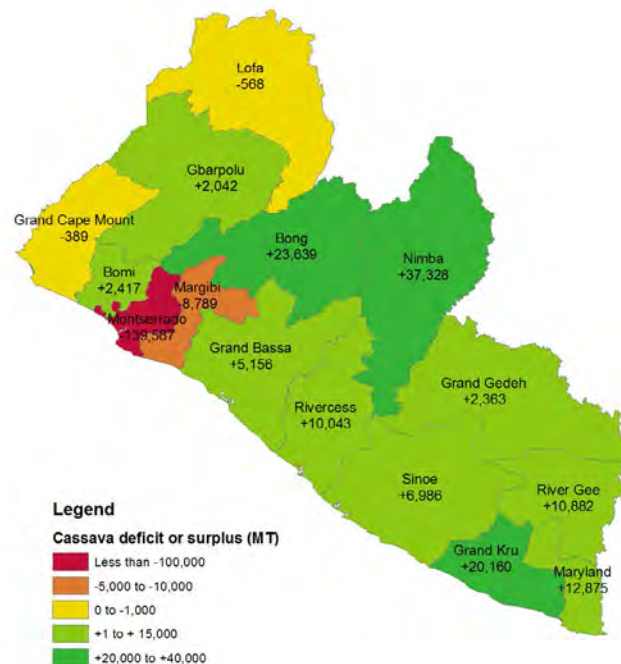 Lofa
-568
Gbarpolu
+2,042
Grand Cape Mount
-389
Bong
+23,639
Nimba
+37,328
Bomi
+2,417
Margibi
-8,789
Montserrado
-139,587
Grand Bassa
+5,156
Grand Gedeh
+2,363
Rivercess
+10,043
Sinoe
+6,986
River Gee
+10,882
Grand Kru
+20,160
Maryland
+12,875
Legend
Cassava deficit or surplus (MT)
Less than -100,000
-5,000 to -10,000
0 to -1,000
+1 to + 15,000
+20,000 to +40,000